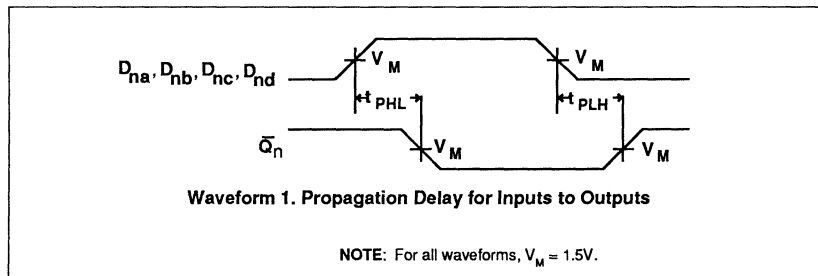 Dna, Dnb, Dnc, Dnd
VM
VM
tPHL
tPLH
Q̅n
VM
VM
Waveform 1. Propagation Delay for Inputs to Outputs
NOTE: For all waveforms, VM = 1.5V.